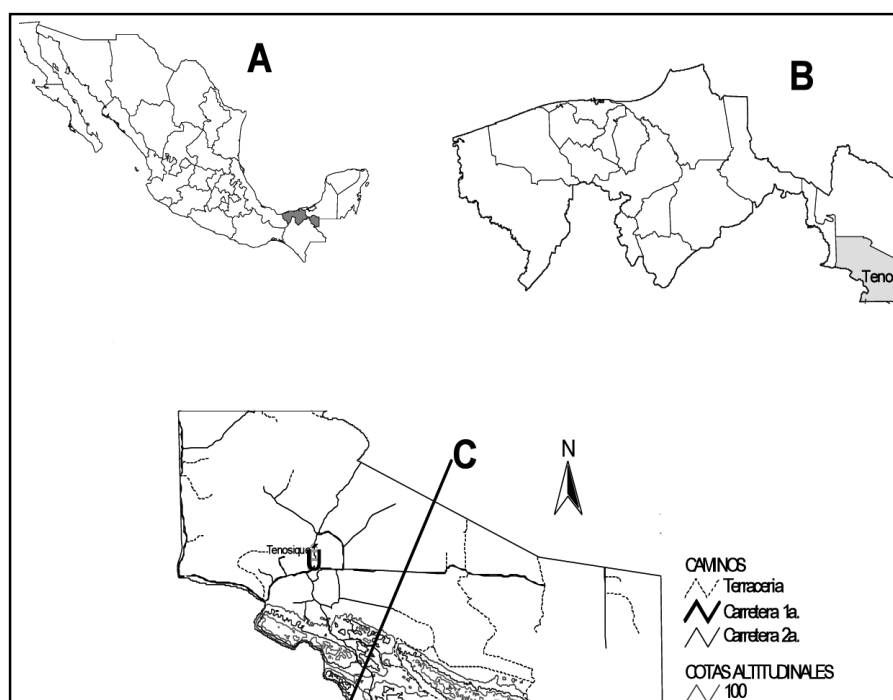 A
B
Teno
C
N
Tenosique
U
CAMINOS
Terraceria
Carretera 1a.
Carretera 2a.
COTAS ALTITUDINALES
100